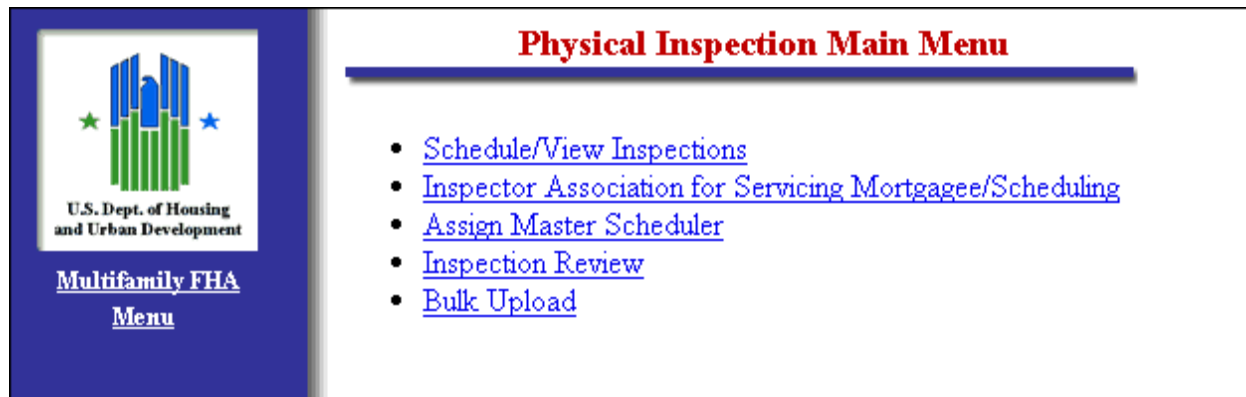 U.S. Dept. of Housing
and Urban Development
Multifamily FHA
Menu
Physical Inspection Main Menu
Schedule/View Inspections
Inspector Association for Servicing Mortgagee/Scheduling
Assign Master Scheduler
Inspection Review
Bulk Upload